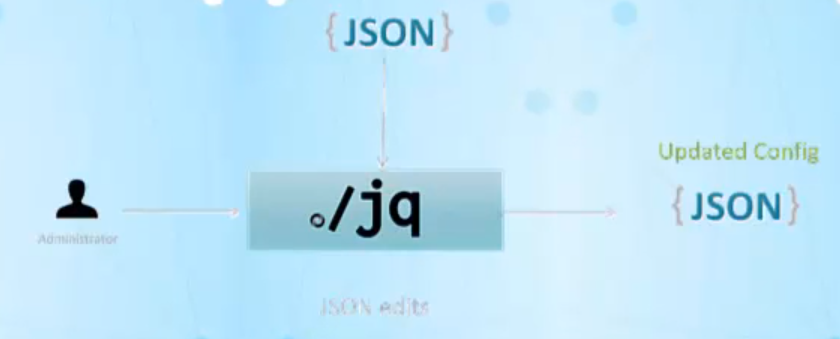 {JSON}
Updated Config
./jq
{JSON}
Administrator
JSON edits